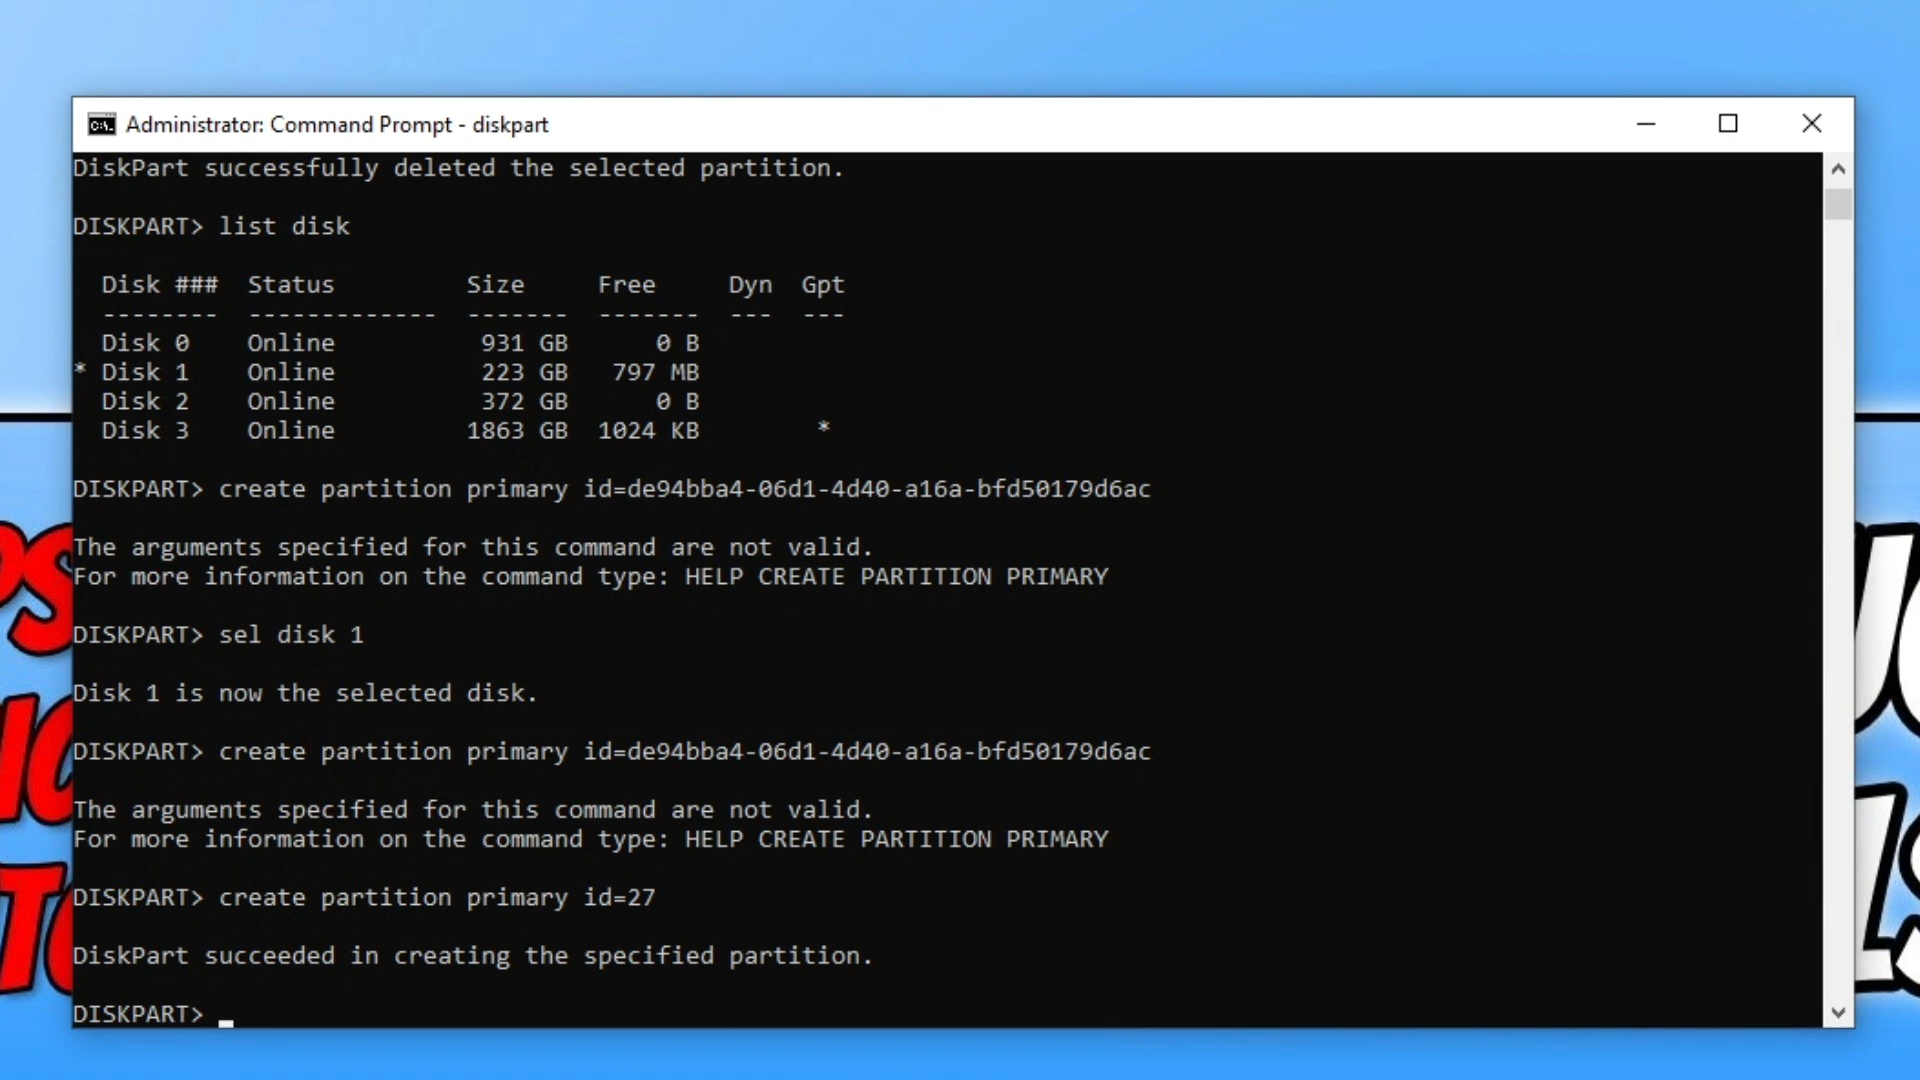 Administrator: Command Prompt - diskpart
DiskPart successfully deleted the selected partition.
DISKPART> list disk
Disk ### Status Size Free Dyn Gpt
-------- ------------- ------- ------- --- ---
Disk 0 Online 931 GB 0 B
* Disk 1 Online 223 GB 797 MB
Disk 2 Online 372 GB 0 B
Disk 3 Online 1863 GB 1024 KB *
DISKPART> create partition primary id=de94bba4-06d1-4d40-a16a-bfd50179d6ac
The arguments specified for this command are not valid.
For more information on the command type: HELP CREATE PARTITION PRIMARY
DISKPART> sel disk 1
Disk 1 is now the selected disk.
DISKPART> create partition primary id=de94bba4-06d1-4d40-a16a-bfd50179d6ac
The arguments specified for this command are not valid.
For more information on the command type: HELP CREATE PARTITION PRIMARY
DISKPART> create partition primary id=27
DiskPart succeeded in creating the specified partition.
DISKPART>